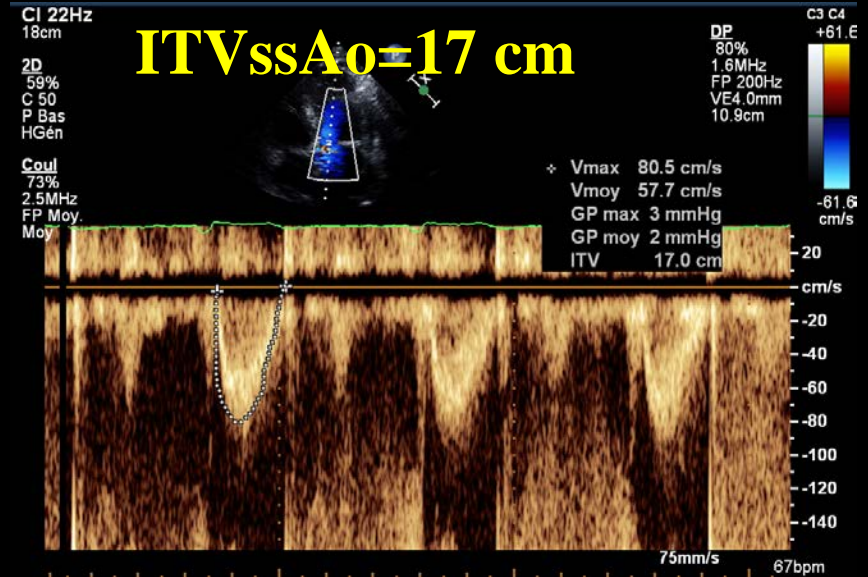 CI 22Hz
18cm
ITVssAo=17 cm
2D
59%
C 50
P Bas
HGén
Coul
73%
2.5MHz
FP Moy.
Moy
DP
80%
1.6MHz
FP 200Hz
VE4.0mm
10.9cm
C3 C4
+61.6
-61.6
cm/s
Vmax 80.5 cm/s
Vmoy 57.7 cm/s
GP max 3 mmHg
GP moy 2 mmHg
ITV 17.0 cm
20
cm/s
-20
-40
-60
-80
-100
-120
-140
75mm/s
67bpm